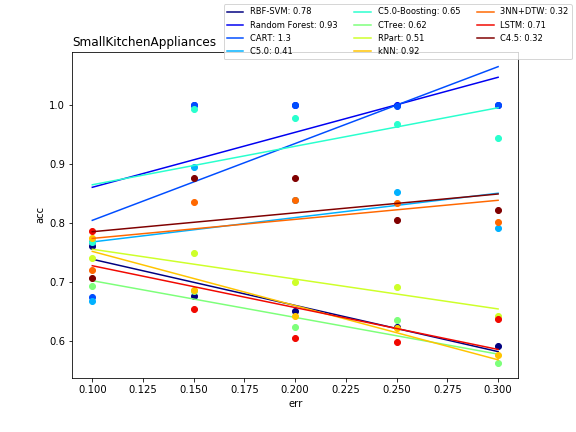 RBF-SVM: 0.78 C5.0-Boosting: 0.65 3NN+DTW: 0.32
Random Forest: 0.93 CTree: 0.62 LSTM: 0.71
CART: 1.3 RPart: 0.51 C4.5: 0.32
C5.0: 0.41 kNN: 0.92
SmallKitchenAppliances
1.0
0.9
0.8
0.7
0.6
acc
0.100 0.125 0.150 0.175 0.200 0.225 0.250 0.275 0.300
err